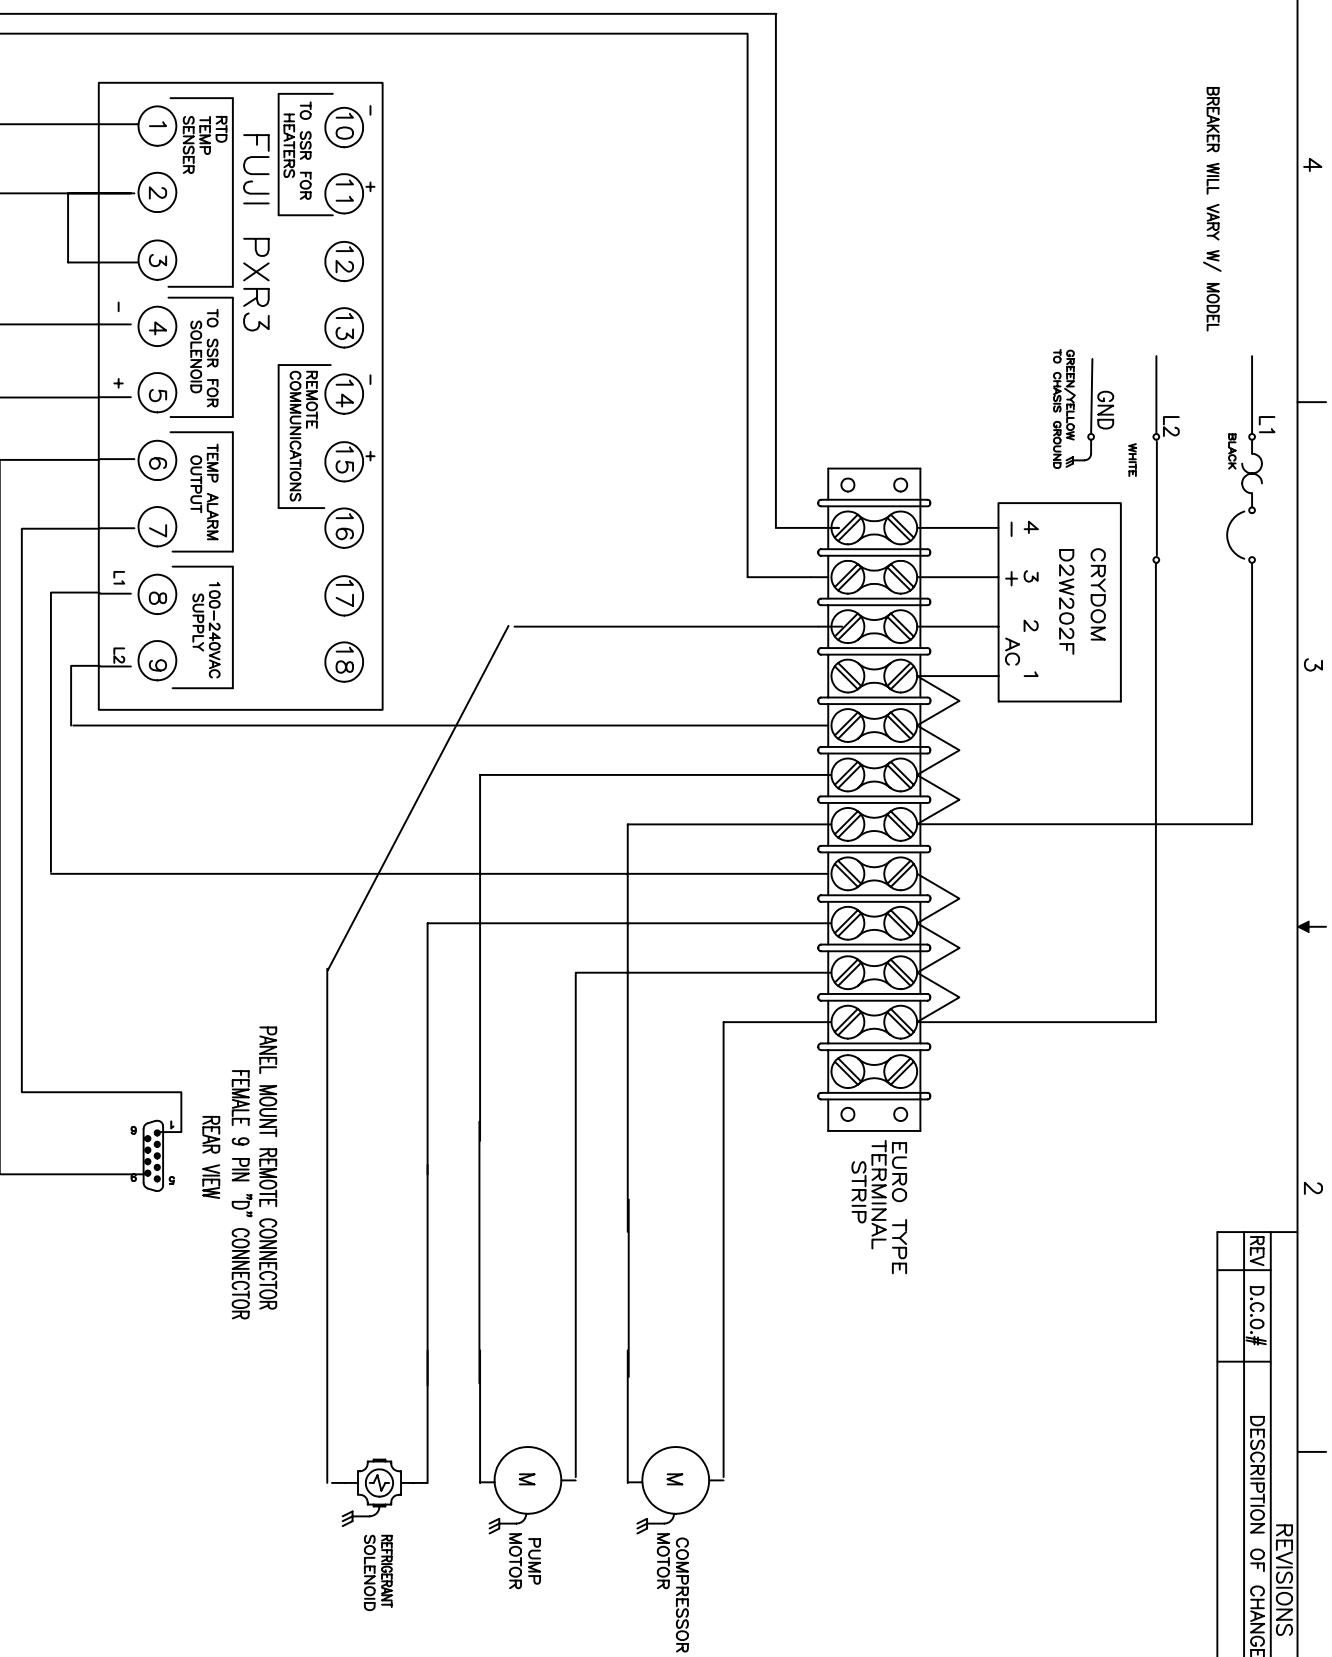 4
3
2
REVISIONS
REV
D.C.O.#
DESCRIPTION OF CHANGE
BREAKER WILL VARY W/ MODEL
L1
BLACK
L2
WHITE
GND
GREEN/YELLOW
TO CHASIS GROUND
CRYDOM
D2W202F
4 3 2 1
− + AC
EURO TYPE
TERMINAL
STRIP
COMPRESSOR
MOTOR
M
PUMP
MOTOR
M
REFRIGERANT
SOLENOID
- + - +
10 11 12 13 14 15 16 17 18
TO SSR FOR
HEATERS
REMOTE
COMMUNICATIONS
FUJI PXR3
RTD
TEMP
SENSER
TO SSR FOR
SOLENOID
TEMP ALARM
OUTPUT
100-240VAC
SUPPLY
1 2 3 4 5 6 7 8 9
- + L1 L2
PANEL MOUNT REMOTE CONNECTOR
FEMALE 9 PIN "D" CONNECTOR
REAR VIEW
1
5
6
9